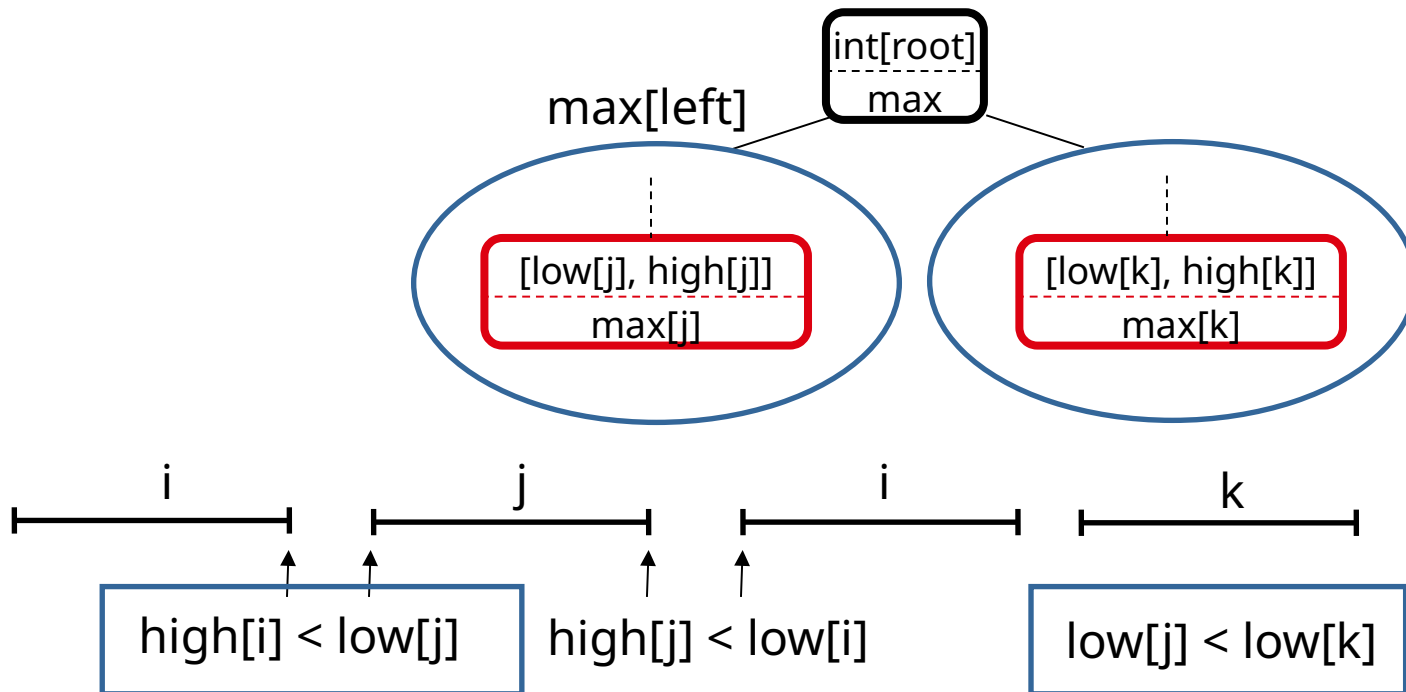 int[root]
max
max[left]
[low[j], high[j]]
max[j]
[low[k], high[k]]
max[k]
i
j
i
k
high[i] < low[j]
high[j] < low[i]
low[j] < low[k]